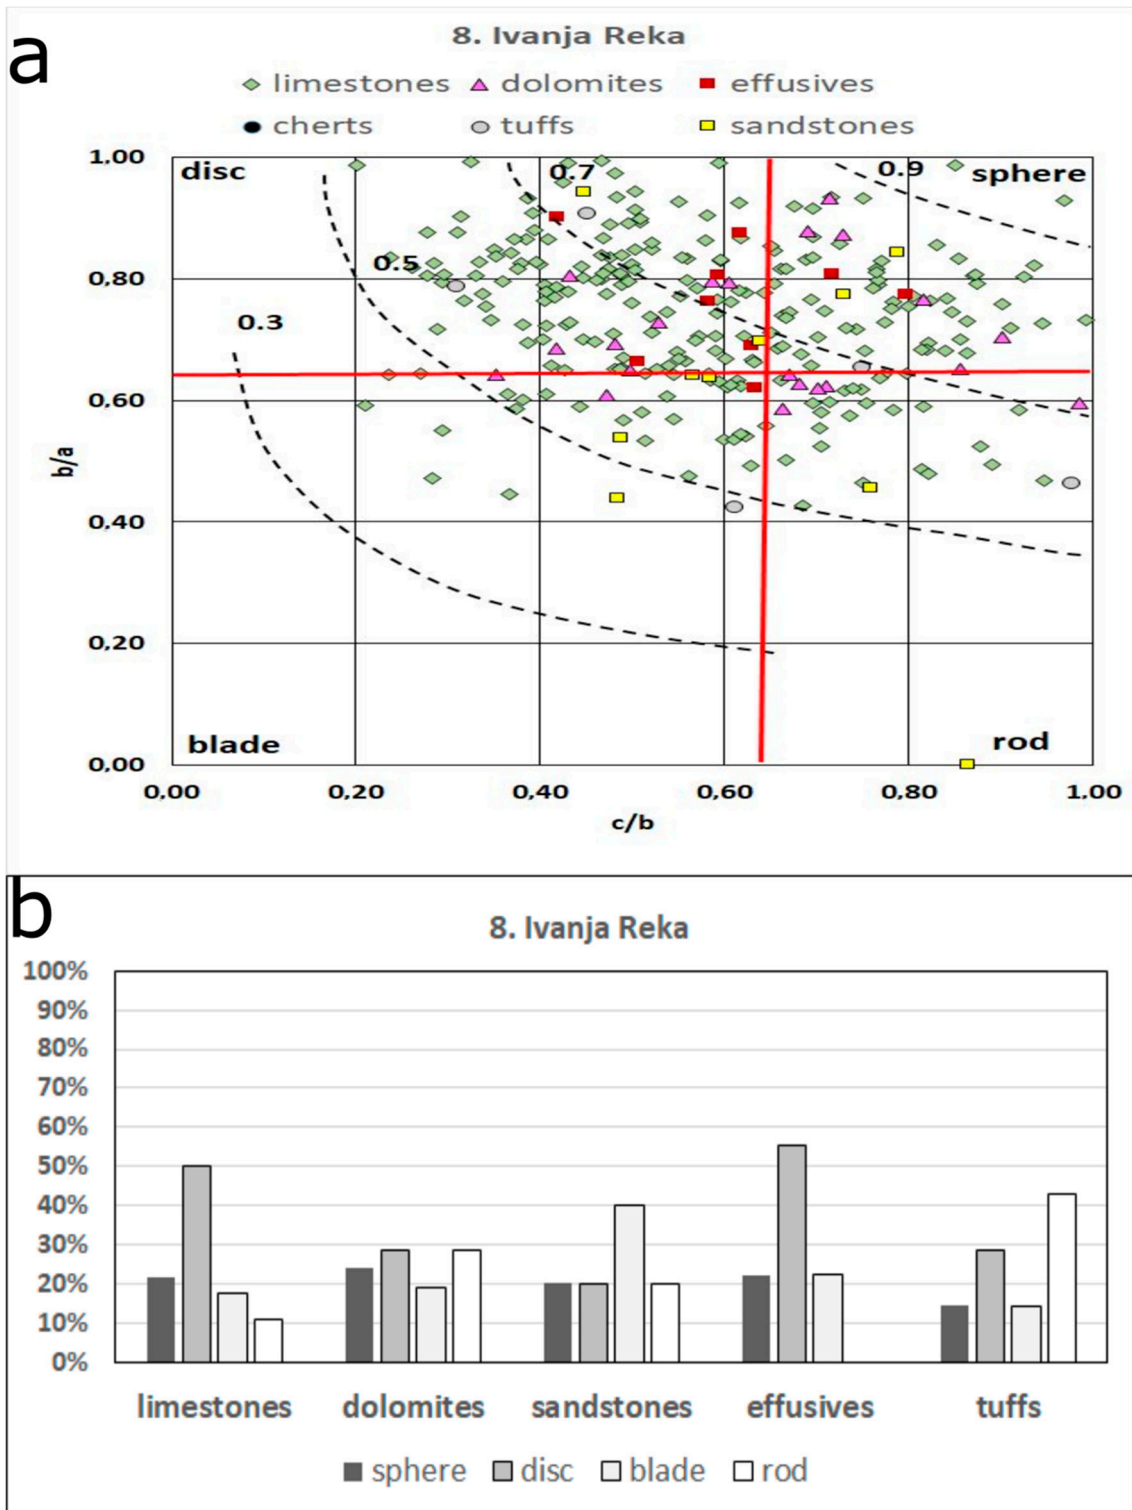 a
8. Ivanja Reka
limestones dolomites effusives
cherts tuffs sandstones
1,00
disc
0.7
0.9
sphere
0,80
0.5
0.3
0,60
b/a
0,40
0,20
blade
rod
0,00
0,00 0,20 0,40 0,60 0,80 1,00
c/b
b
8. Ivanja Reka
100%
90%
80%
70%
60%
50%
40%
30%
20%
10%
0%
limestones dolomites sandstones effusives tuffs
sphere disc blade rod